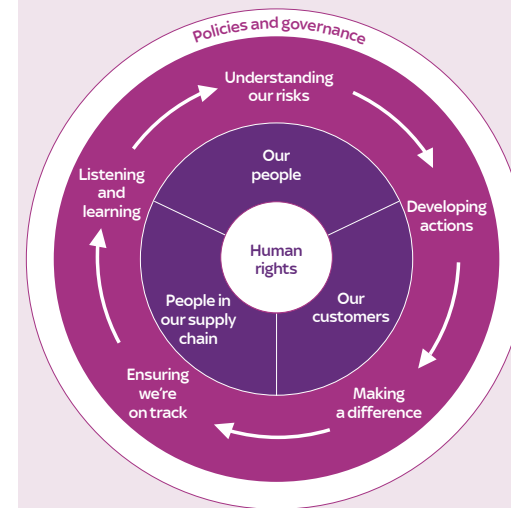 Policies and governance
Understanding
our risks
Developing
actions
Making
a difference
Ensuring
we're
on track
Listening
and
learning
Our
people
Our
customers
People in
our supply
chain
Human
rights